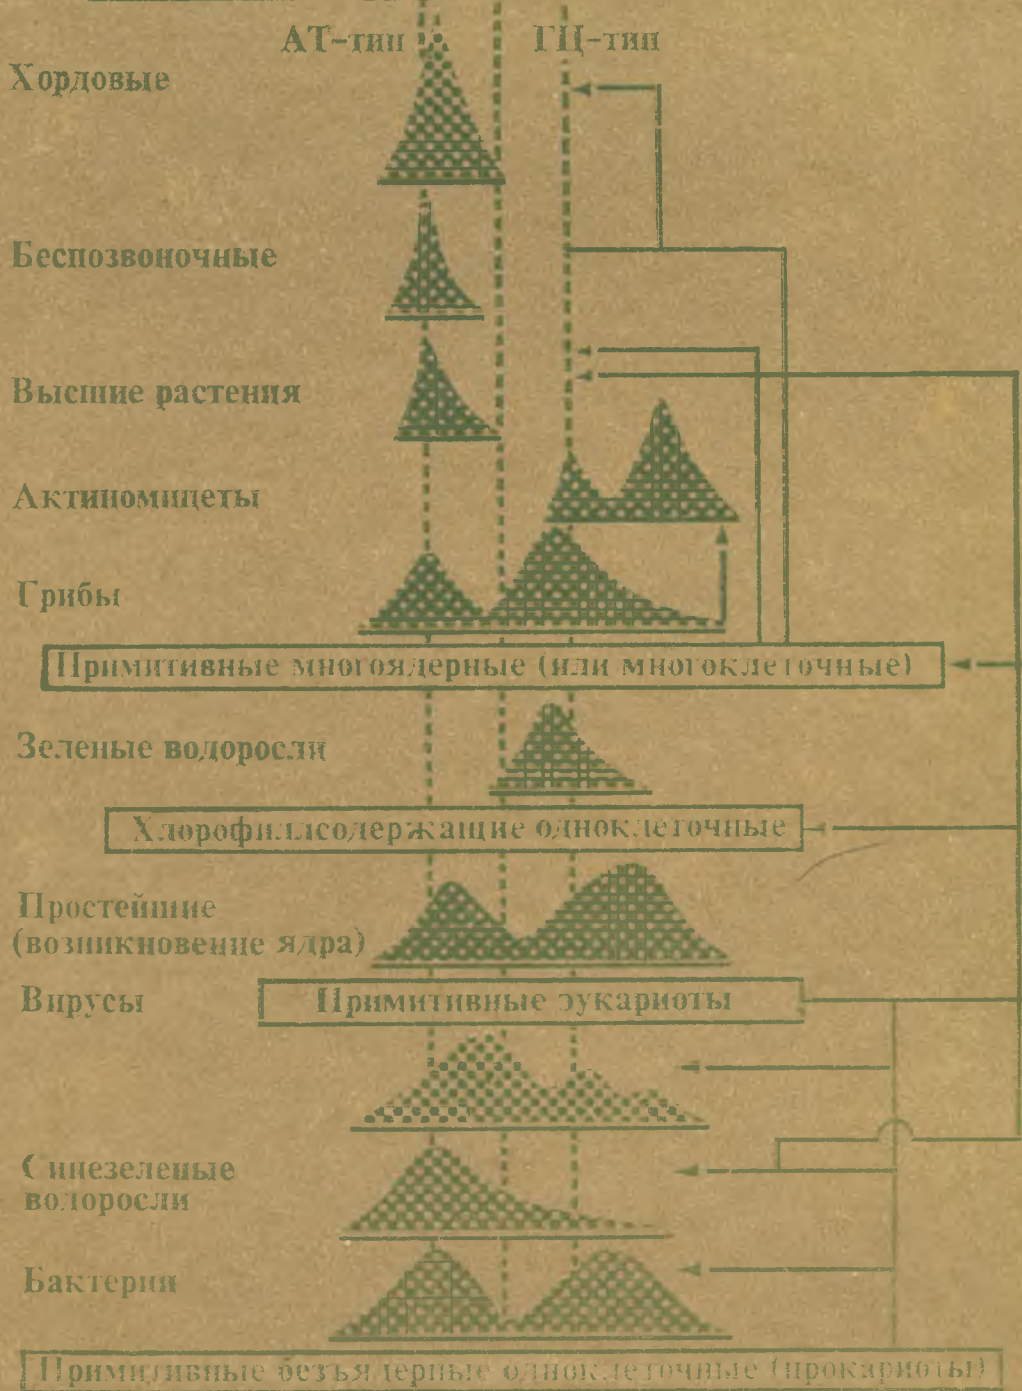 АТ-тип ГЦ-тип
Хордовые
Беспозвоночные
Высшие растения
Актиномицеты
Грибы
Примитивные многоядерные (или многоклеточные)
Зеленые водоросли
Хлорофиллсодержащие одноклеточные
Простейшие
(возникновение ядра)
Вирусы
Примитивные эукариоты
Синезеленые
водоросли
Бактерии
Примитивные безъядерные одноклеточные (прокариоты)